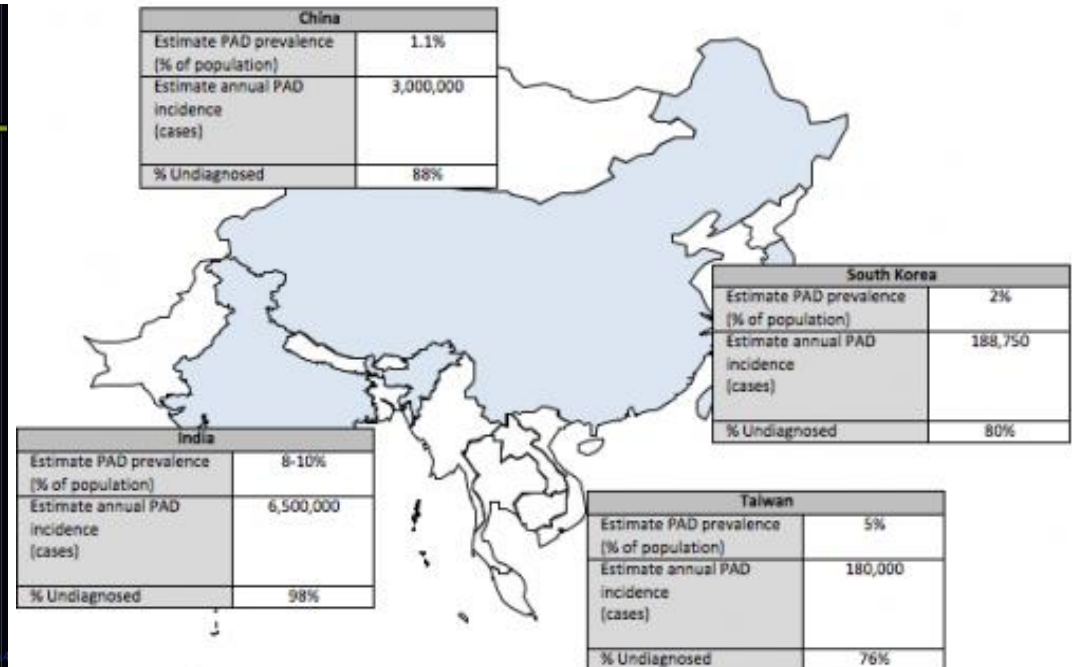 China
Estimate PAD prevalence 1.1%
(% of population)
Estimate annual PAD 3,000,000
incidence
(cases)
% Undiagnosed 88%
South Korea
Estimate PAD prevalence 2%
(% of population)
Estimate annual PAD 188,750
incidence
(cases)
% Undiagnosed 80%
India
Estimate PAD prevalence 8-10%
(% of population)
Estimate annual PAD 6,500,000
incidence
(cases)
% Undiagnosed 98%
Taiwan
Estimate PAD prevalence 5%
(% of population)
Estimate annual PAD 180,000
incidence
(cases)
% Undiagnosed 76%